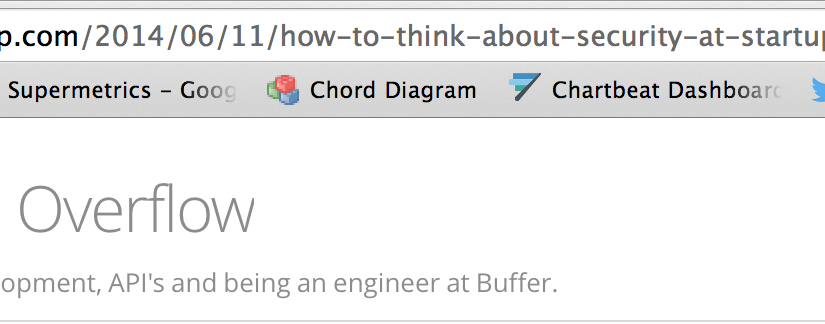 p.com/2014/06/11/how-to-think-about-security-at-startup
Supermetrics – Goog Chord Diagram Chartbeat Dashboard
Overflow
opment, API's and being an engineer at Buffer.